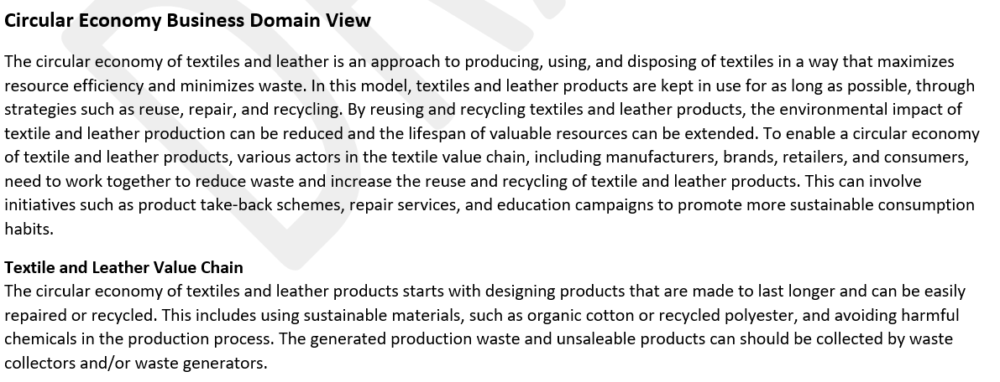 Circular Economy Business Domain View
The circular economy of textiles and leather is an approach to producing, using, and disposing of textiles in a way that maximizes
resource efficiency and minimizes waste. In this model, textiles and leather products are kept in use for as long as possible, through
strategies such as reuse, repair, and recycling. By reusing and recycling textiles and leather products, the environmental impact of
textile and leather production can be reduced and the lifespan of valuable resources can be extended. To enable a circular economy
of textile and leather products, various actors in the textile value chain, including manufacturers, brands, retailers, and consumers,
need to work together to reduce waste and increase the reuse and recycling of textile and leather products. This can involve
initiatives such as product take-back schemes, repair services, and education campaigns to promote more sustainable consumption
habits.
Textile and Leather Value Chain
The circular economy of textiles and leather products starts with designing products that are made to last longer and can be easily
repaired or recycled. This includes using sustainable materials, such as organic cotton or recycled polyester, and avoiding harmful
chemicals in the production process. The generated production waste and unsaleable products can should be collected by waste
collectors and/or waste generators.